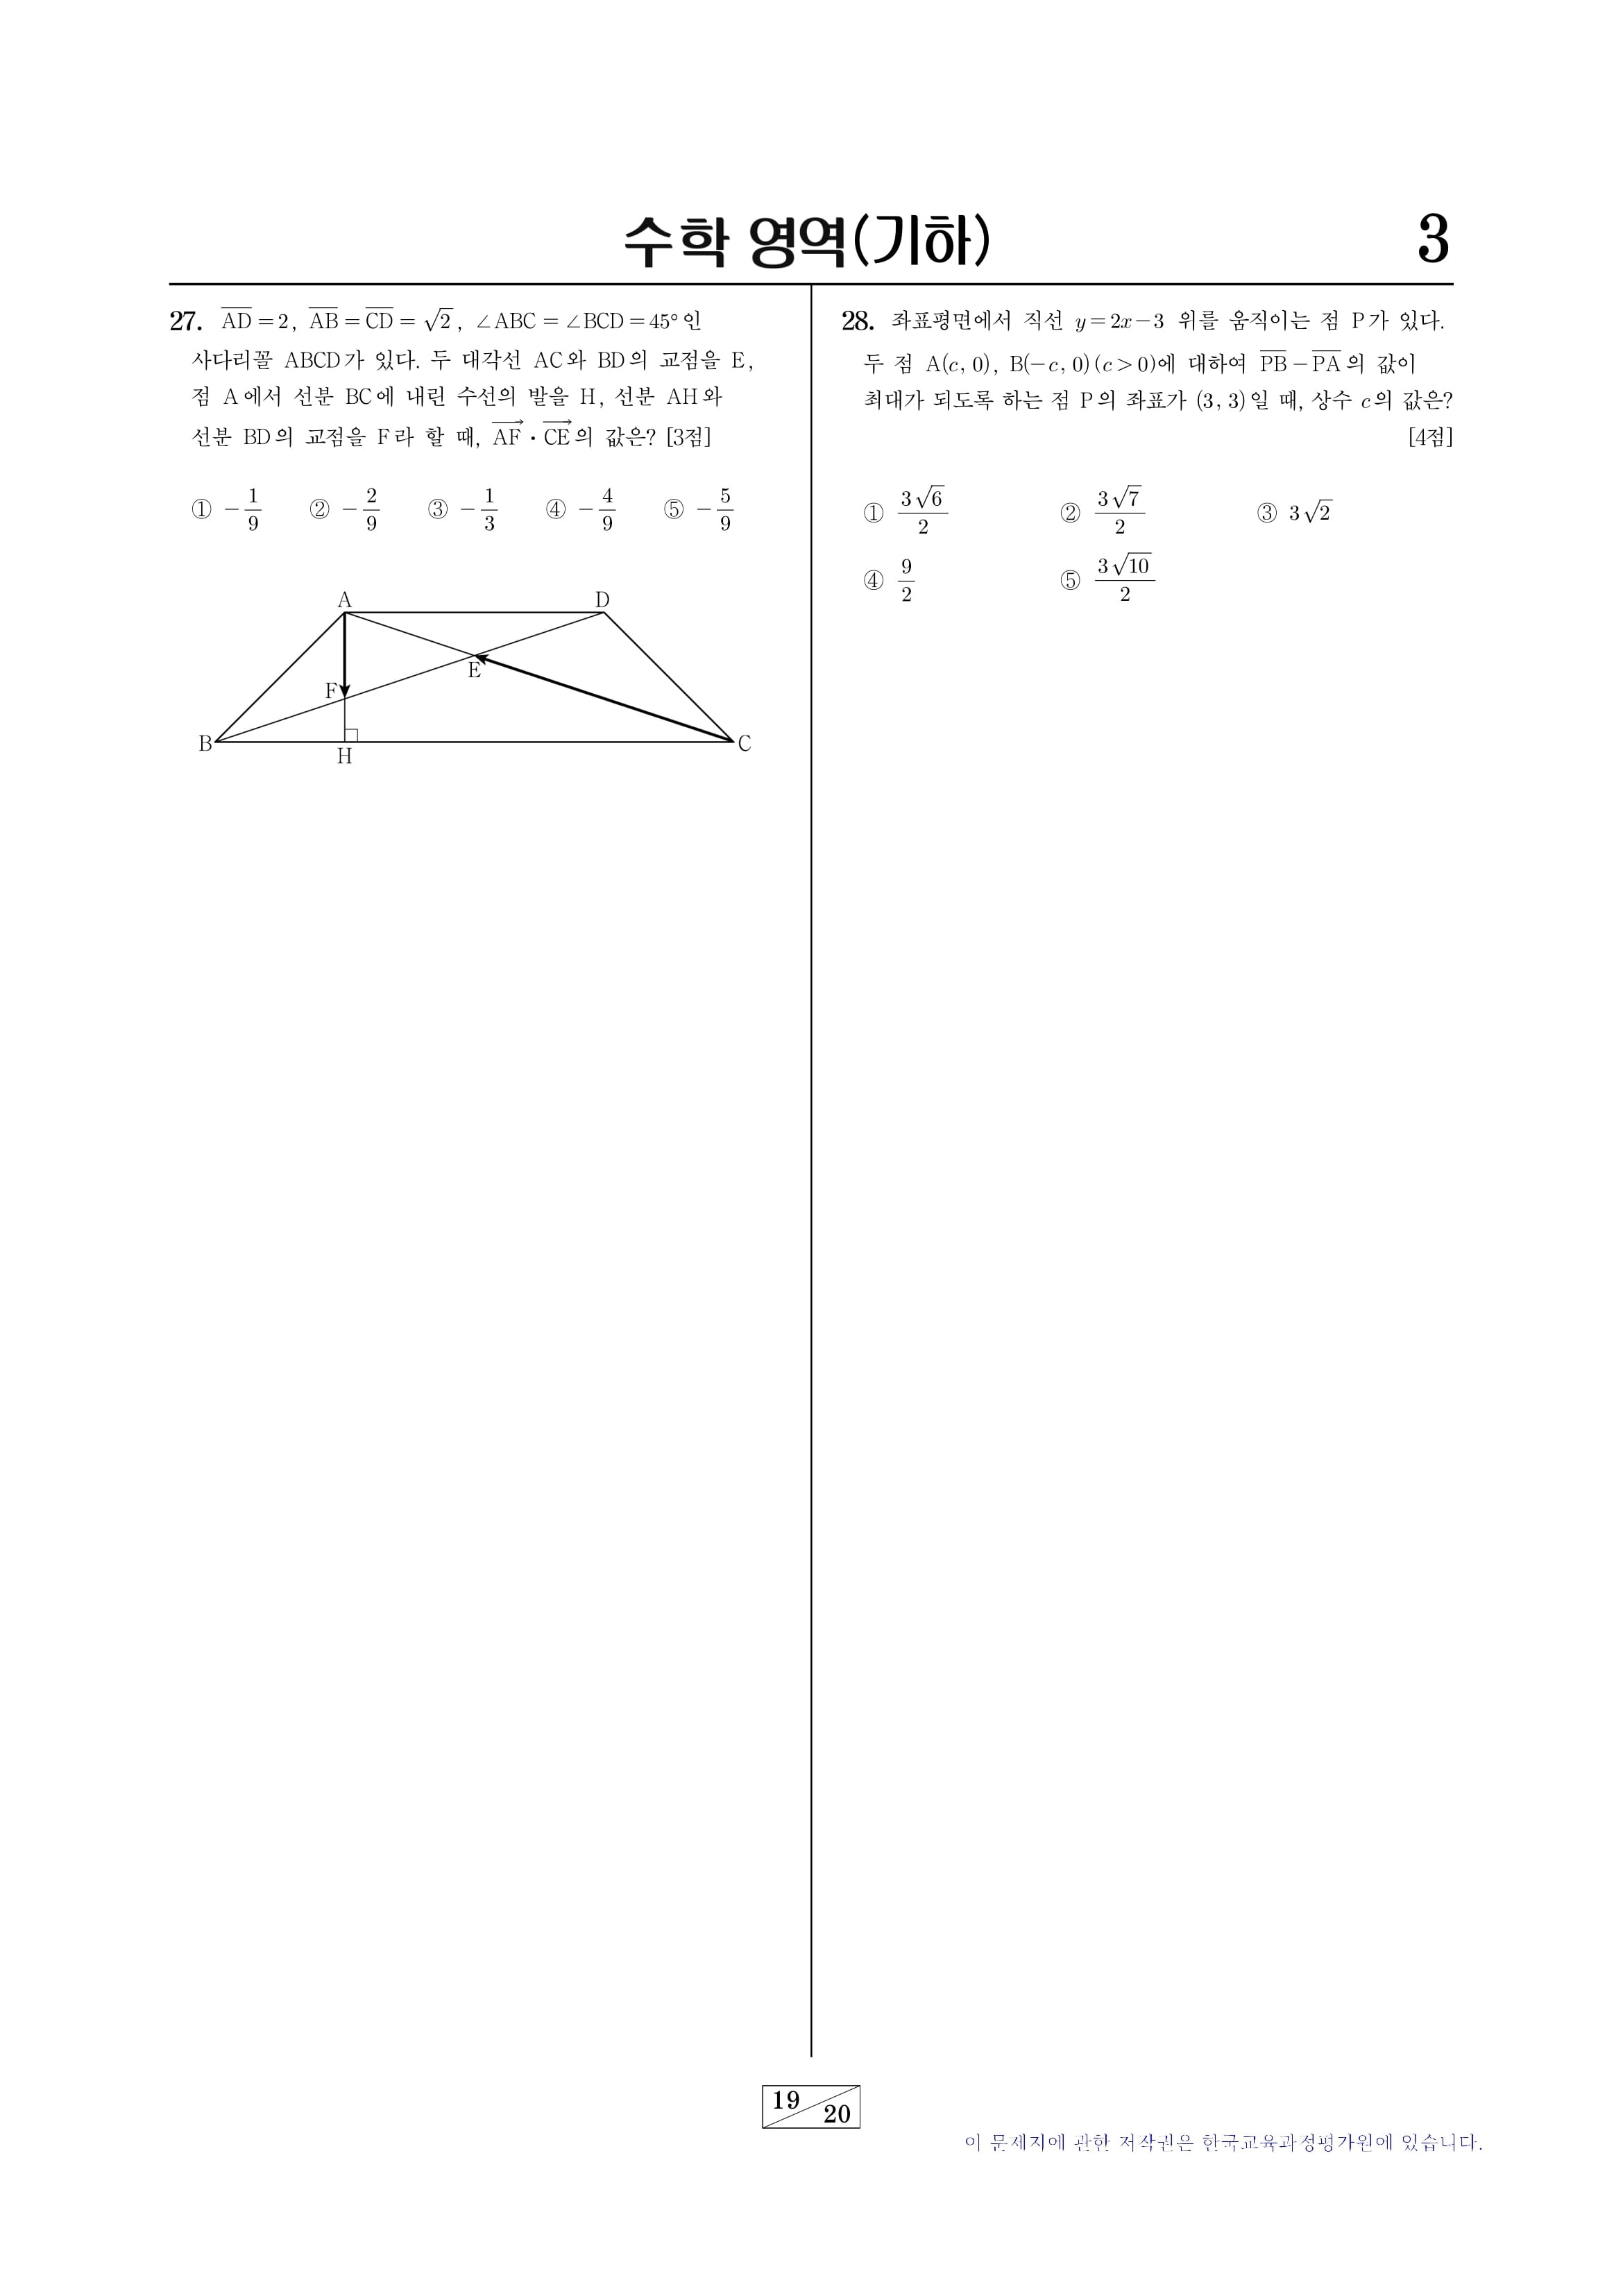 수학 영역(기하)
3
27. $\overline{AD}=2$, $\overline{AB}=\overline{CD}=\sqrt{2}$, ∠ABC=∠BCD=45°인
사다리꼴 ABCD가 있다. 두 대각선 AC와 BD의 교점을 E,
점 A에서 선분 BC에 내린 수선의 발을 H, 선분 AH와
선분 BD의 교점을 F라 할 때, $\overrightarrow{AF}\cdot\overrightarrow{CE}$의 값은? [3점]
① $-\frac{1}{9}$ ② $-\frac{2}{9}$ ③ $-\frac{1}{3}$ ④ $-\frac{4}{9}$ ⑤ $-\frac{5}{9}$
A D
E
F
B C
H
28. 좌표평면에서 직선 $y=2x-3$ 위를 움직이는 점 P가 있다.
두 점 A(c, 0), B(−c, 0)(c>0)에 대하여 $\overline{PB}-\overline{PA}$의 값이
최대가 되도록 하는 점 P의 좌표가 (3, 3)일 때, 상수 c의 값은?
[4점]
① $\frac{3\sqrt{6}}{2}$ ② $\frac{3\sqrt{7}}{2}$ ③ $3\sqrt{2}$
④ $\frac{9}{2}$ ⑤ $\frac{3\sqrt{10}}{2}$
19
20
이 문제지에 관한 저작권은 한국교육과정평가원에 있습니다.